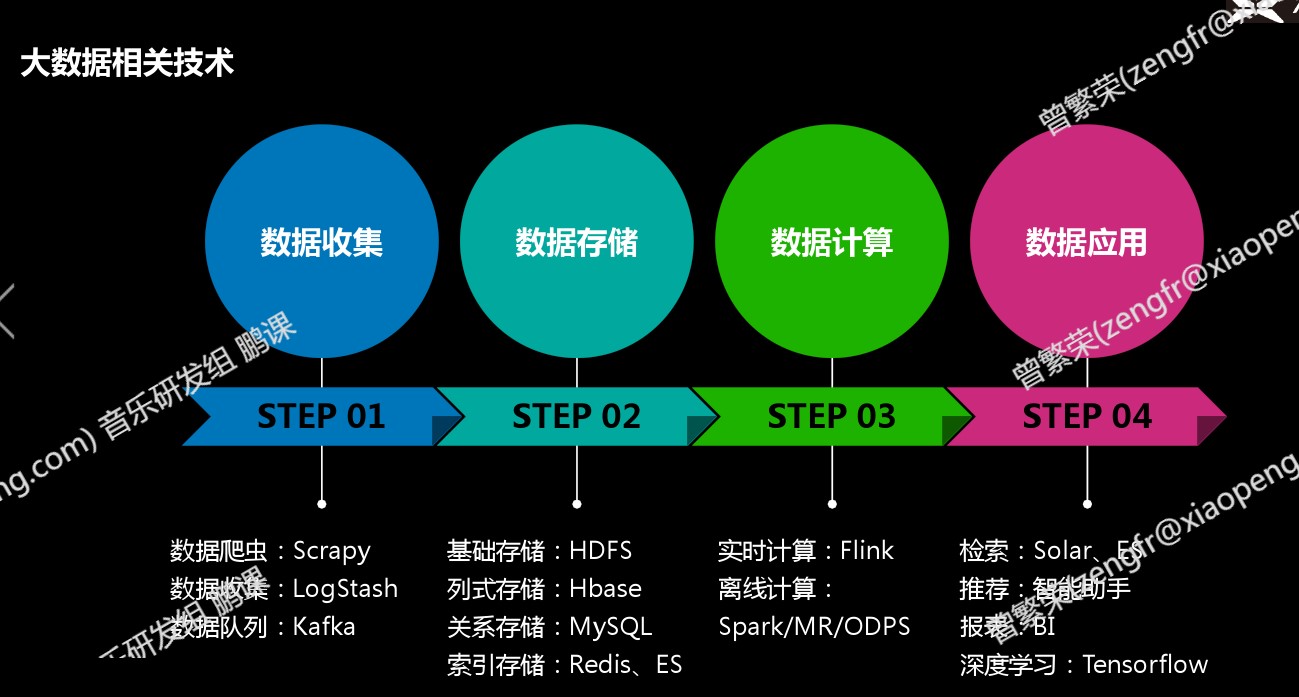 大数据相关技术
数据收集
数据存储
数据计算
数据应用
STEP 01
STEP 02
STEP 03
STEP 04
数据爬虫：Scrapy
数据收集：LogStash
数据队列：Kafka
基础存储：HDFS
列式存储：Hbase
关系存储：MySQL
索引存储：Redis、ES
实时计算：Flink
离线计算：
Spark/MR/ODPS
检索：Solar、ES
推荐：智能助手
报表：BI
深度学习：Tensorflow
曾繁荣(zengfr@xiaopeng
曾繁荣(zengfr@xiaopeng
曾繁荣(zengfr@xiaopeng
ng.com) 音乐研发组 鹏课
乐研发组 鹏课